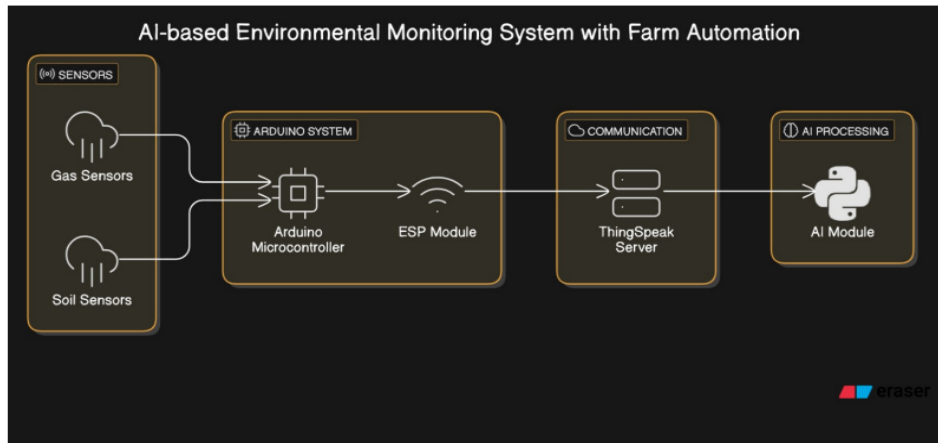 AI-based Environmental Monitoring System with Farm Automation
SENSORS
Gas Sensors
Soil Sensors
ARDUINO SYSTEM
Arduino
Microcontroller
ESP Module
COMMUNICATION
ThingSpeak
Server
AI PROCESSING
AI Module
eraser